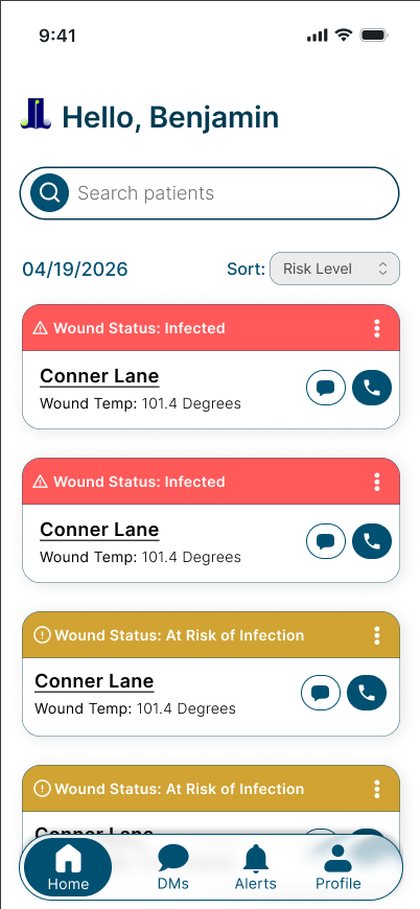 9:41
Hello, Benjamin
Search patients
04/19/2026 Sort: Risk Level
Wound Status: Infected
Conner Lane
Wound Temp: 101.4 Degrees
Wound Status: Infected
Conner Lane
Wound Temp: 101.4 Degrees
Wound Status: At Risk of Infection
Conner Lane
Wound Temp: 101.4 Degrees
Wound Status: At Risk of Infection
Conner Lane
Home DMs Alerts Profile